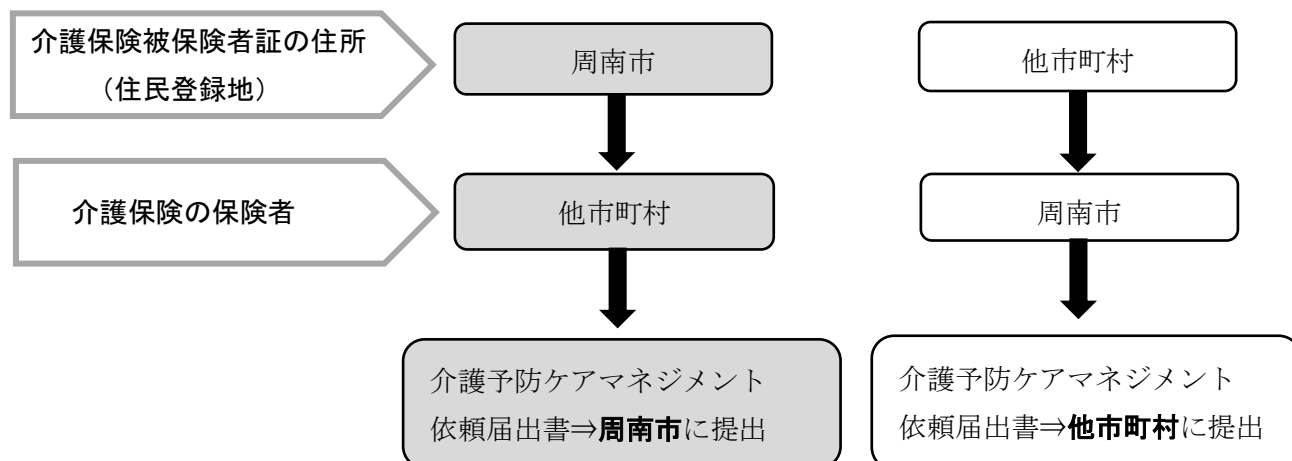 介護保険被保険者証の住所
（住民登録地）
周南市
他市町村
介護保険の保険者
他市町村
周南市
介護予防ケアマネジメント
依頼届出書⇒周南市に提出
介護予防ケアマネジメント
依頼届出書⇒他市町村に提出